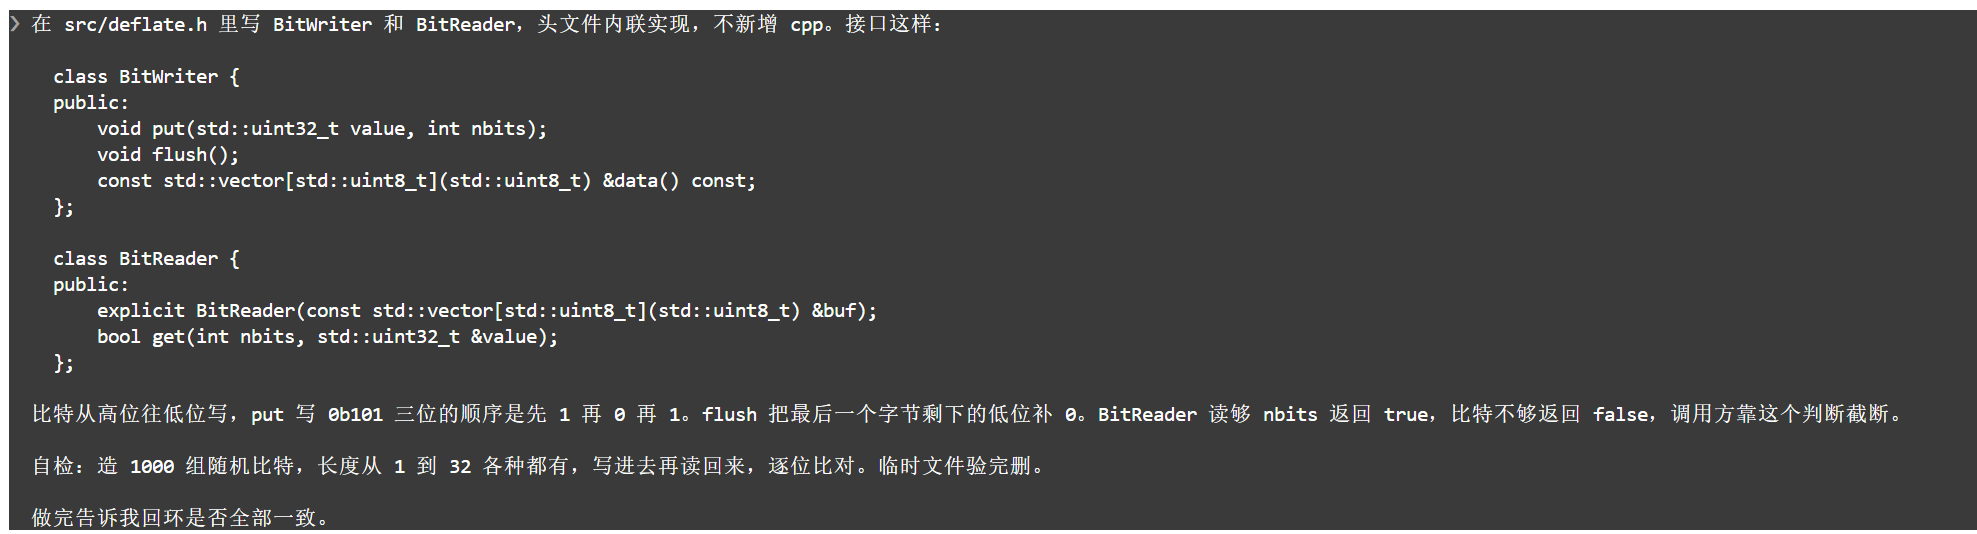 ❯ 在 src/deflate.h 里写 BitWriter 和 BitReader，头文件内联实现，不新增 cpp。接口这样：
class BitWriter {
public:
    void put(std::uint32_t value, int nbits);
    void flush();
    const std::vector[std::uint8_t](std::uint8_t) &data() const;
};
class BitReader {
public:
    explicit BitReader(const std::vector[std::uint8_t](std::uint8_t) &buf);
    bool get(int nbits, std::uint32_t &value);
};
比特从高位往低位写，put 写 0b101 三位的顺序是先 1 再 0 再 1。flush 把最后一个字节剩下的低位补 0。BitReader 读够 nbits 返回 true，比特不够返回 false，调用方靠这个判断截断。
自检：造 1000 组随机比特，长度从 1 到 32 各种都有，写进去再读回来，逐位比对。临时文件验完删。
做完告诉我回环是否全部一致。